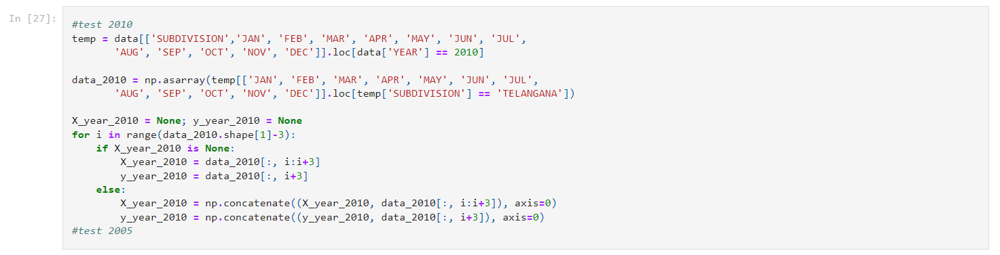 In [27]:
#test 2010
temp = data[['SUBDIVISION','JAN', 'FEB', 'MAR', 'APR', 'MAY', 'JUN', 'JUL',
       'AUG', 'SEP', 'OCT', 'NOV', 'DEC']].loc[data['YEAR'] == 2010]

data_2010 = np.asarray(temp[['JAN', 'FEB', 'MAR', 'APR', 'MAY', 'JUN', 'JUL',
       'AUG', 'SEP', 'OCT', 'NOV', 'DEC']].loc[temp['SUBDIVISION'] == 'TELANGANA'])

X_year_2010 = None; y_year_2010 = None
for i in range(data_2010.shape[1]-3):
    if X_year_2010 is None:
        X_year_2010 = data_2010[:, i:i+3]
        y_year_2010 = data_2010[:, i+3]
    else:
        X_year_2010 = np.concatenate((X_year_2010, data_2010[:, i:i+3]), axis=0)
        y_year_2010 = np.concatenate((y_year_2010, data_2010[:, i+3]), axis=0)
#test 2005